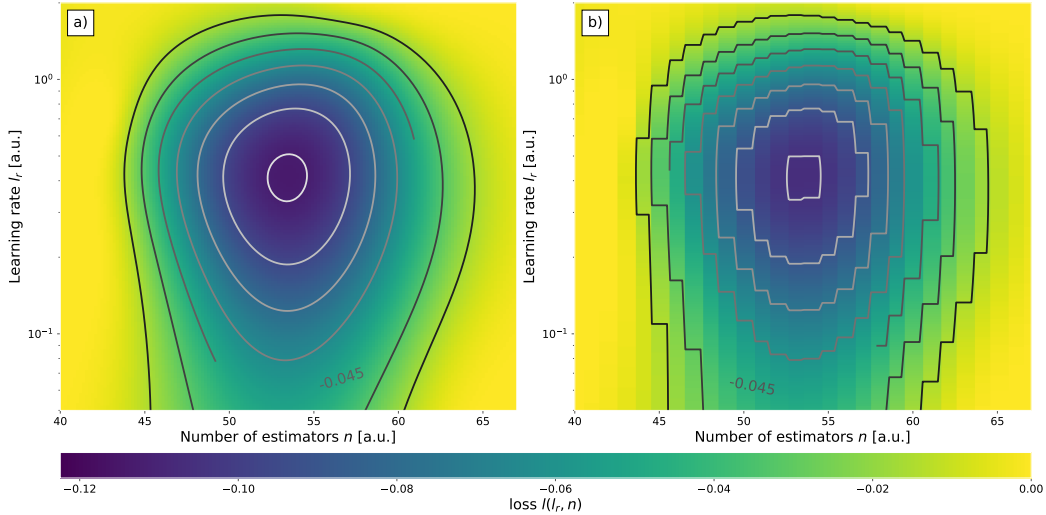 a)
Learning rate lᵣ [a.u.]
10⁰
10⁻¹
-0.045
40 45 50 55 60 65
Number of estimators n [a.u.]
b)
Learning rate lᵣ [a.u.]
10⁰
10⁻¹
-0.045
40 45 50 55 60 65
Number of estimators n [a.u.]
−0.12 −0.10 −0.08 −0.06 −0.04 −0.02 0.00
loss l(lᵣ, n)